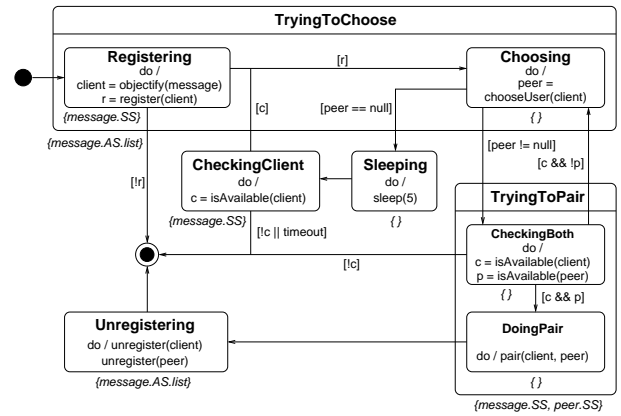 TryingToChoose
Registering
do /
client = objectify(message)
r = register(client)
{message.SS}
{message.AS.list}
[r]
[c]
Choosing
do /
peer =
chooseUser(client)
{ }
[peer == null]
[peer != null]
[c && !p]
CheckingClient
do /
c = isAvailable(client)
{message.SS}
Sleeping
do /
sleep(5)
{ }
[!r]
[!c || timeout]
[!c]
TryingToPair
CheckingBoth
do /
c = isAvailable(client)
p = isAvailable(peer)
{ }
[c && p]
DoingPair
do / pair(client, peer)
{ }
{message.SS, peer.SS}
Unregistering
do / unregister(client)
unregister(peer)
{message.AS.list}